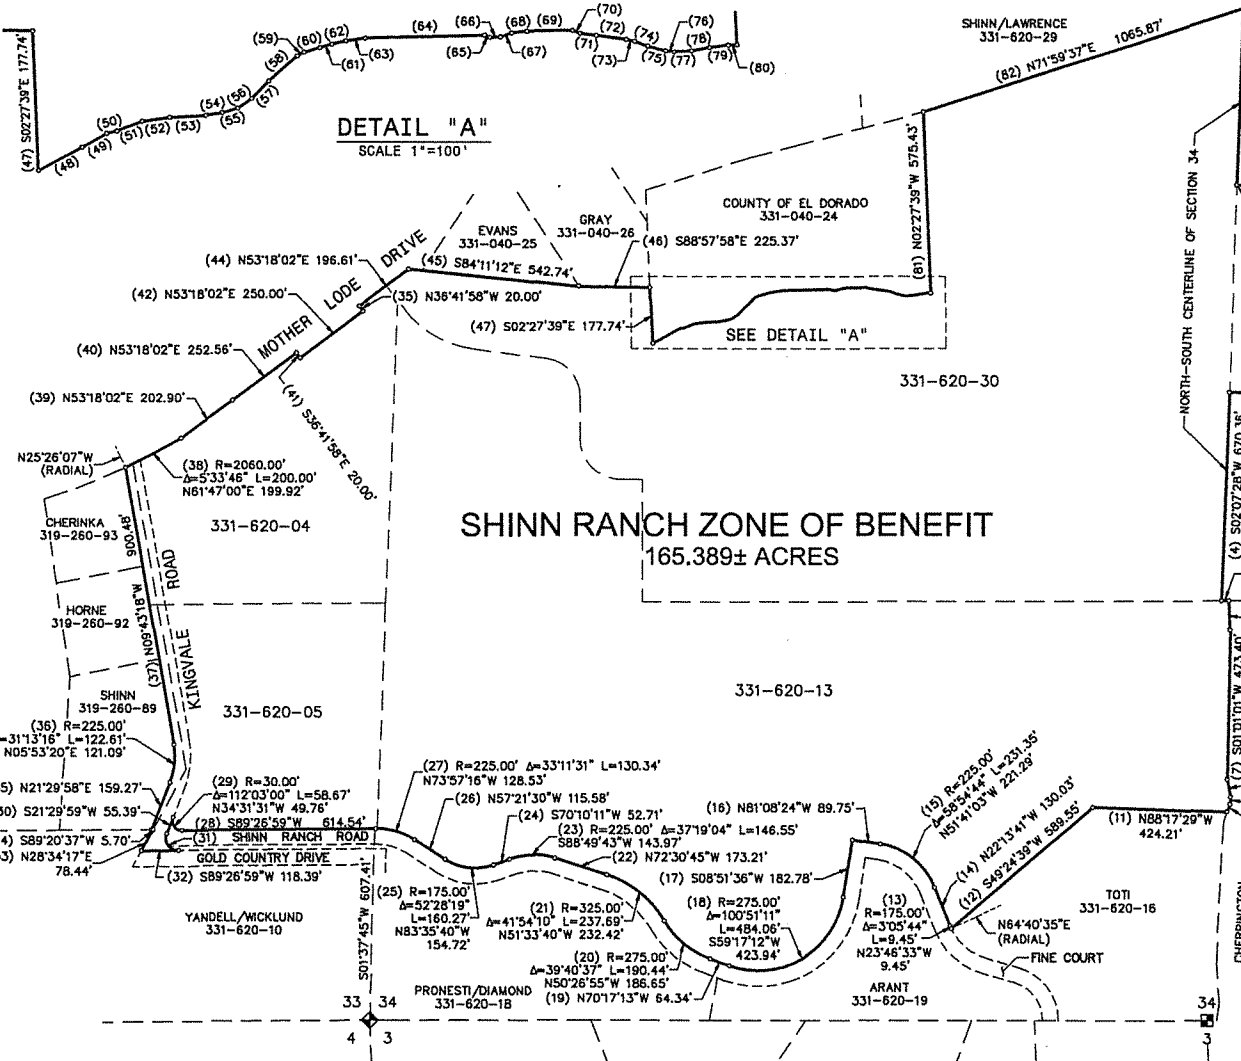 (47) S02°27'39"E 177.74'
(48)
(49)
(50)
(51)
(52)
(53)
(54)
(55)
(56)
(57)
(58)
(59)
(60)
(61)
(62)
(63)
(64)
(65)
(66)
(67)
(68)
(69)
(70)
(71)
(72)
(73)
(74)
(75)
(76)
(77)
(78)
(79)
(80)
DETAIL "A"
SCALE 1"=100'
SHINN/LAWRENCE
331-620-29
(82) N71°59'37"E 1065.87'
(81) N02°27'39"W 575.43'
COUNTY OF EL DORADO
331-040-24
NORTH-SOUTH CENTERLINE OF SECTION 34
EVANS
331-040-25
GRAY
331-040-26
(46) S88°57'58"E 225.37'
(45) S84°11'12"E 542.74'
(44) N53°18'02"E 196.61'
MOTHER LODE DRIVE
(42) N53°18'02"E 250.00'
(35) N36°41'58"W 20.00'
(47) S02°27'39"E 177.74'
SEE DETAIL "A"
(40) N53°18'02"E 252.56'
(41) S36°41'58"E 20.00'
(39) N53°18'02"E 202.90'
331-620-30
N25°26'07"W
(RADIAL)
(38) R=2060.00'
Δ=5°33'46" L=200.00'
N61°47'00"E 199.92'
(4) S02°07'28"W 670.36'
CHERINKA
319-260-93
331-620-04
SHINN RANCH ZONE OF BENEFIT
165.389± ACRES
(37) N09°43'18"W 900.48'
KINGVALE ROAD
HORNE
319-260-92
SHINN
319-260-89
331-620-05
331-620-13
(7) S01°01'01"W 473.40'
(36) R=225.00'
=31°13'16" L=122.61'
N05°53'20"E 121.09'
5) N21°29'58"E 159.27'
30) S21°29'59"W 55.39'
4) S89°20'37"W 5.70'
3) N28°34'17"E
78.44'
(29) R=30.00'
Δ=112°03'00" L=58.67'
N34°31'31"W 49.76'
(28) S89°26'59"W 614.54'
(31) SHINN RANCH ROAD
GOLD COUNTRY DRIVE
(32) S89°26'59"W 118.39'
(27) R=225.00' Δ=33°11'31" L=130.34'
N73°57'16"W 128.53'
(26) N57°21'30"W 115.58'
(24) S70°10'11"W 52.71'
(23) R=225.00' Δ=37°19'04" L=146.55'
S88°49'43"W 143.97'
(22) N72°30'45"W 173.21'
(16) N81°08'24"W 89.75'
(15) R=225.00'
Δ=58°54'44" L=231.35'
N51°41'03"W 221.29'
(14) N22°13'41"W 130.03'
(12) S49°24'39"W 589.55'
(11) N88°17'29"W
424.21'
(17) S08°51'36"W 182.78'
(18) R=275.00'
Δ=100°51'11"
L=484.06'
S59°17'12"W
423.94'
(13)
R=175.00'
Δ=3°05'44"
L=9.45'
N23°46'33"W
9.45'
TOTI
331-620-16
N64°40'35"E
(RADIAL)
FINE COURT
CHERRINGTON
YANDELL/WICKLUND
331-620-10
S01°37'45"W 607.41'
(25) R=175.00'
Δ=52°28'19"
L=160.27'
N83°35'40"W
154.72'
(21) R=325.00'
Δ=41°54'10" L=237.69'
N51°33'40"W 232.42'
(20) R=275.00'
Δ=39°40'37" L=190.44'
N50°26'55"W 186.65'
(19) N70°17'13"W 64.34'
PRONESTI/DIAMOND
331-620-18
ARANT
331-620-19
33 34
4 3
34
3